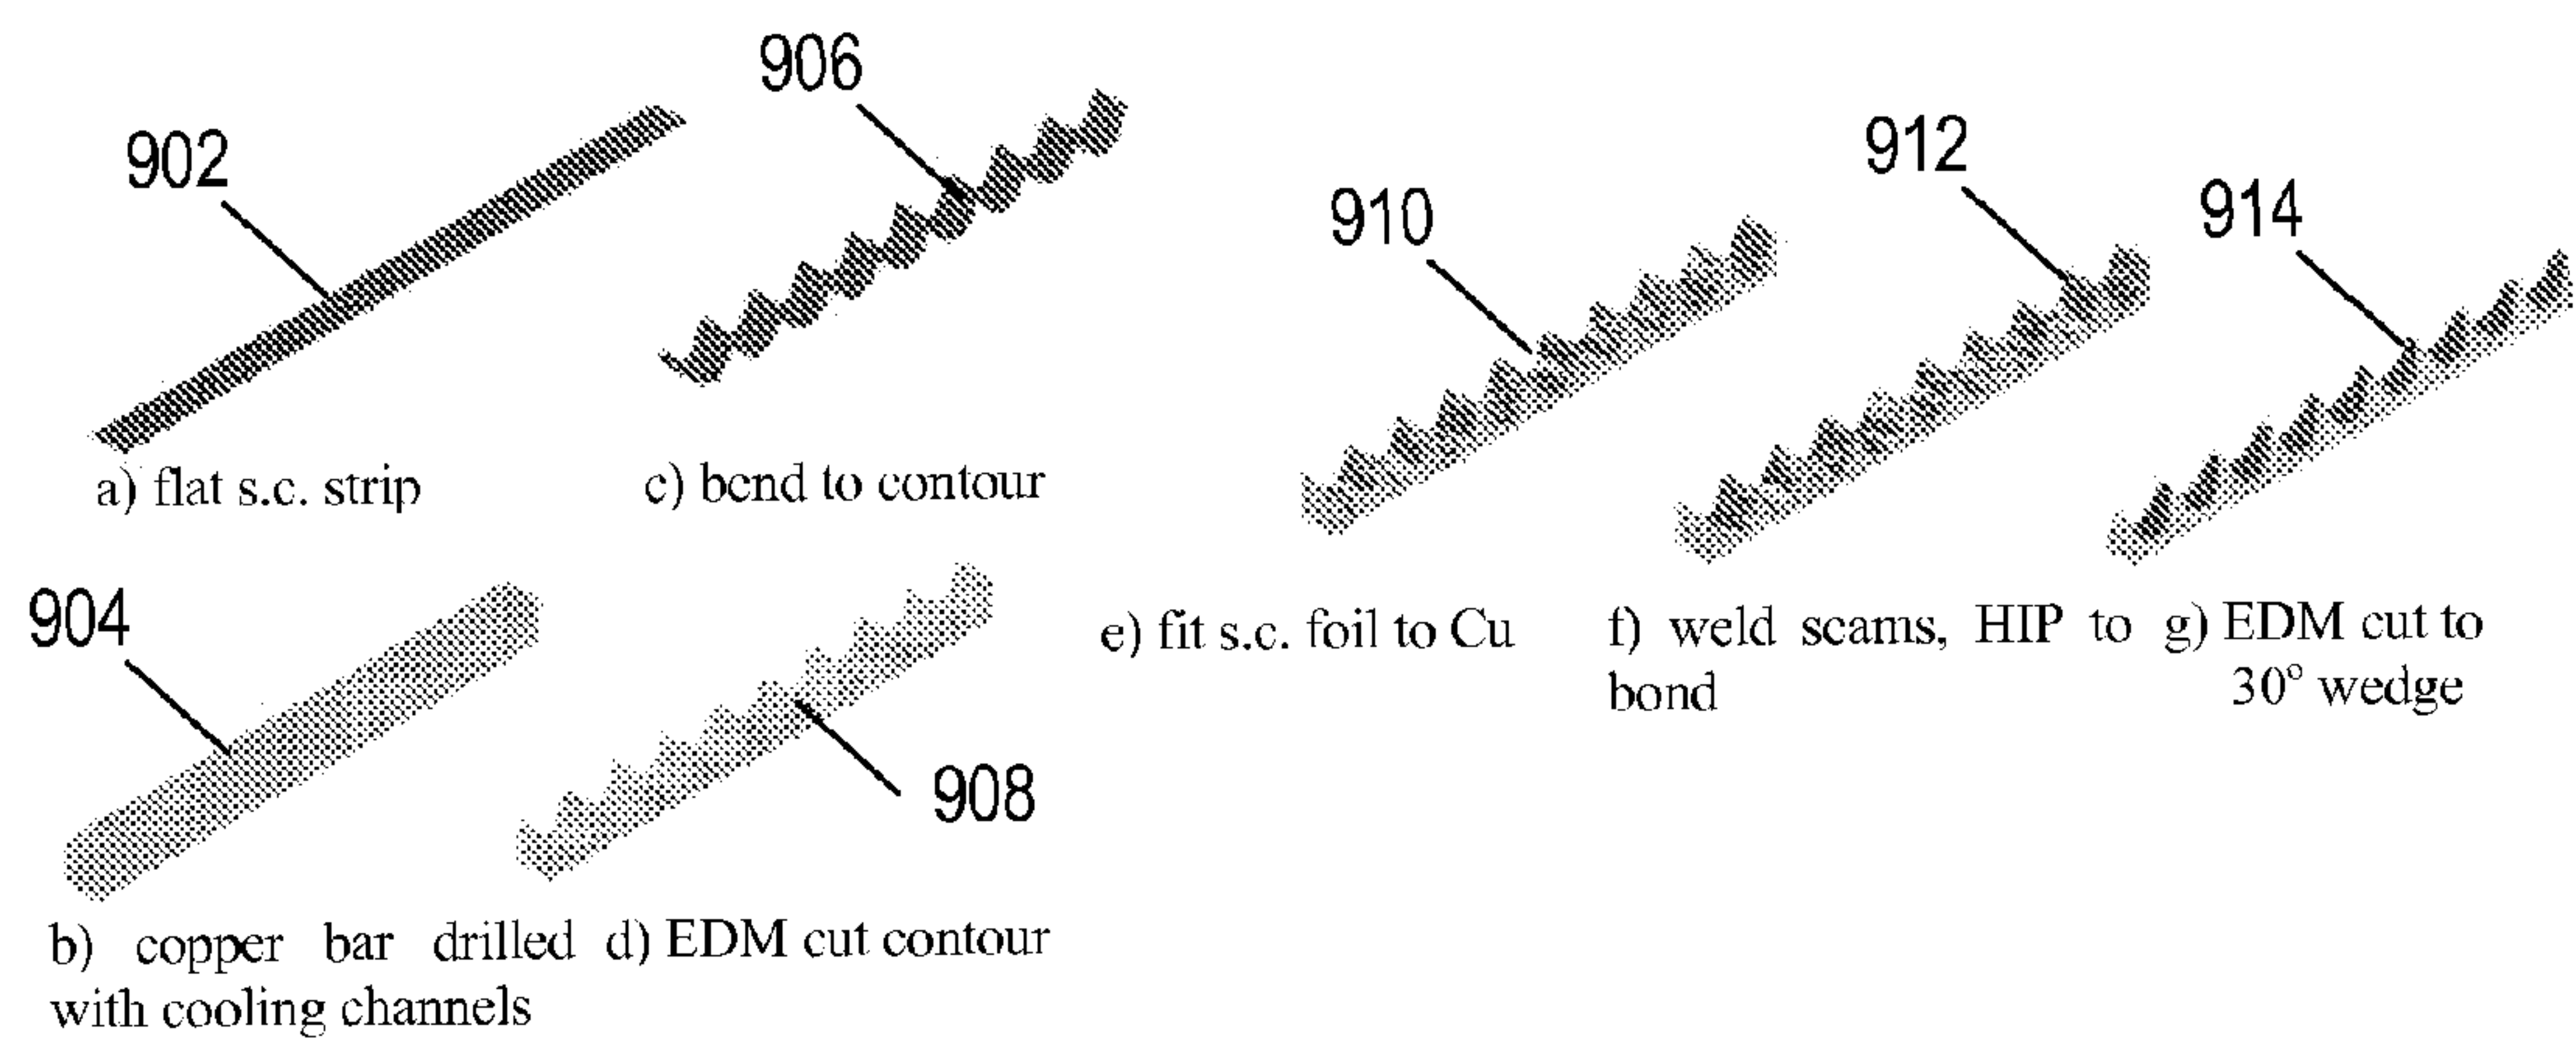 906
902
912
914
910
a) flat s.c. strip
c) bend to contour
904
e) fit s.c. foil to Cu
f) weld seams, HIP to
bond
g) EDM cut to
30° wedge
908
b) copper bar drilled
with cooling channels
d) EDM cut contour